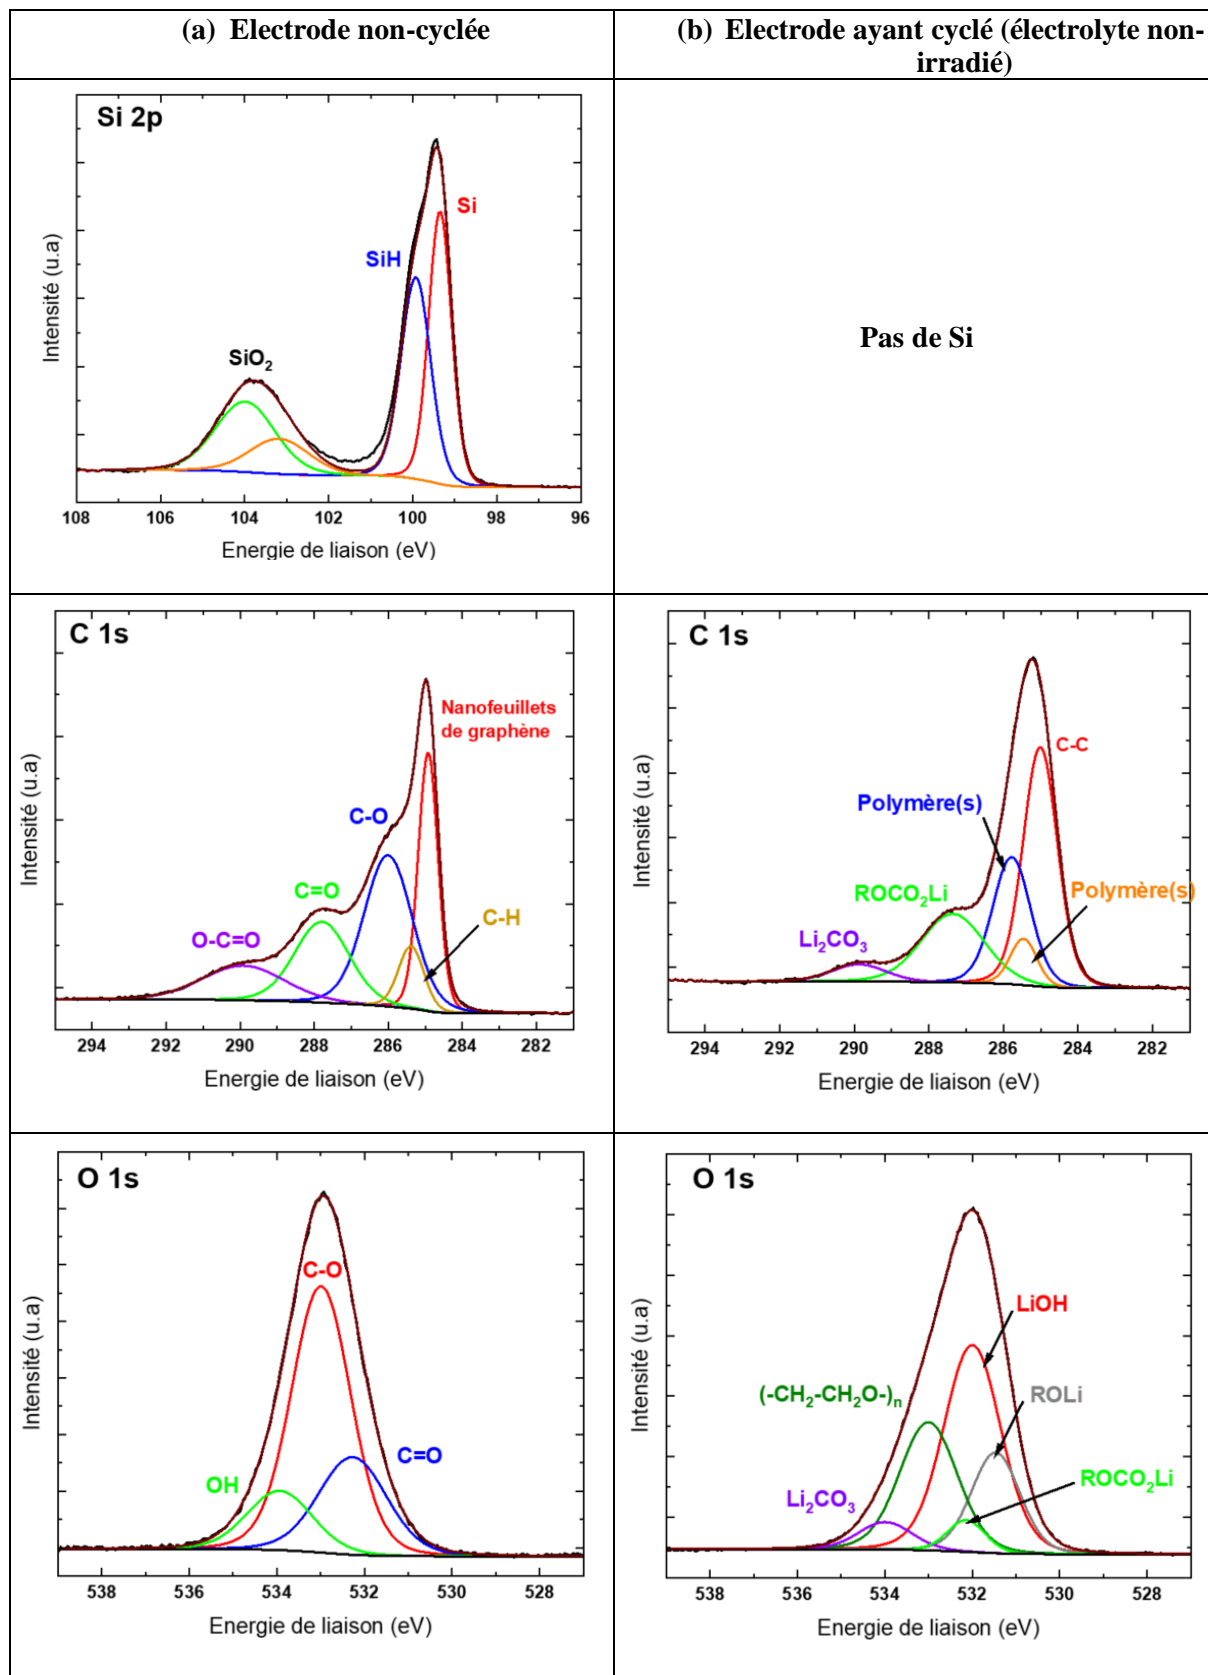 (a) Electrode non-cyclée
(b) Electrode ayant cyclé (électrolyte non-
irradié)
Si 2p
Si
SiH
SiO2
Intensité (u.a)
108 106 104 102 100 98 96
Energie de liaison (eV)
Pas de Si
C 1s
Nanofeuillets
de graphène
C-O
C=O
C-H
O-C=O
Intensité (u.a)
294 292 290 288 286 284 282
Energie de liaison (eV)
C 1s
C-C
Polymère(s)
ROCO2Li
Polymère(s)
Li2CO3
Intensité (u.a)
294 292 290 288 286 284 282
Energie de liaison (eV)
O 1s
C-O
C=O
OH
Intensité (u.a)
538 536 534 532 530 528
Energie de liaison (eV)
O 1s
LiOH
(-CH2-CH2O-)n
ROLi
ROCO2Li
Li2CO3
Intensité (u.a)
538 536 534 532 530 528
Energie de liaison (eV)